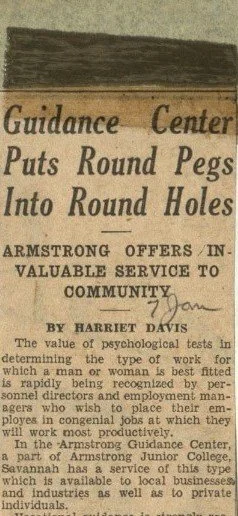 Guidance Center
Puts Round Pegs
Into Round Holes
ARMSTRONG OFFERS IN-
VALUABLE SERVICE TO
COMMUNITY
7 Jan
BY HARRIET DAVIS
The value of psychological tests in
determining the type of work for
which a man or woman is best fitted
is rapidly being recognized by per-
sonnel directors and employment man-
agers who wish to place their em-
ployes in congenial jobs at which they
will work most productively.
In the Armstrong Guidance Center,
a part of Armstrong Junior College,
Savannah has a service of this type
which is available to local businesses
and industries as well as to private
individuals.